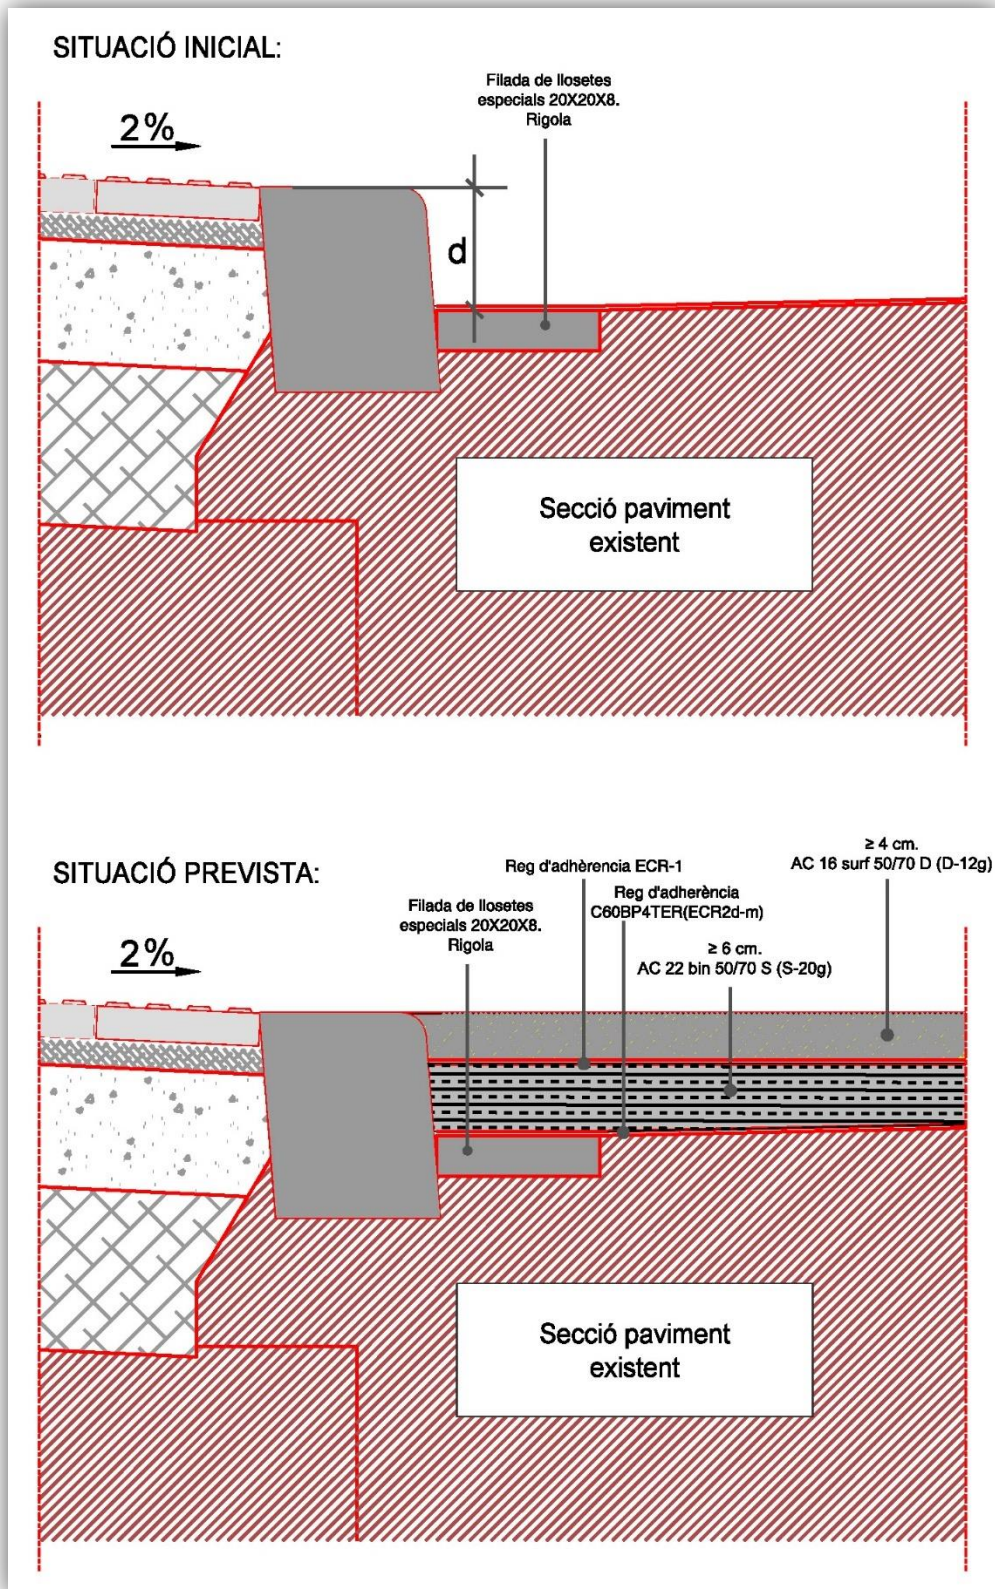 SITUACIÓ INICIAL:
Filada de llosetes
especials 20X20X8.
Rigola
2%
d
Secció paviment
existent
SITUACIÓ PREVISTA:
≥ 4 cm.
AC 16 surf 50/70 D (D-12g)
Reg d'adhèrencia ECR-1
Reg d'adherència
C60BP4TER(ECR2d-m)
Filada de llosetes
especials 20X20X8.
Rigola
≥ 6 cm.
AC 22 bin 50/70 S (S-20g)
2%
Secció paviment
existent